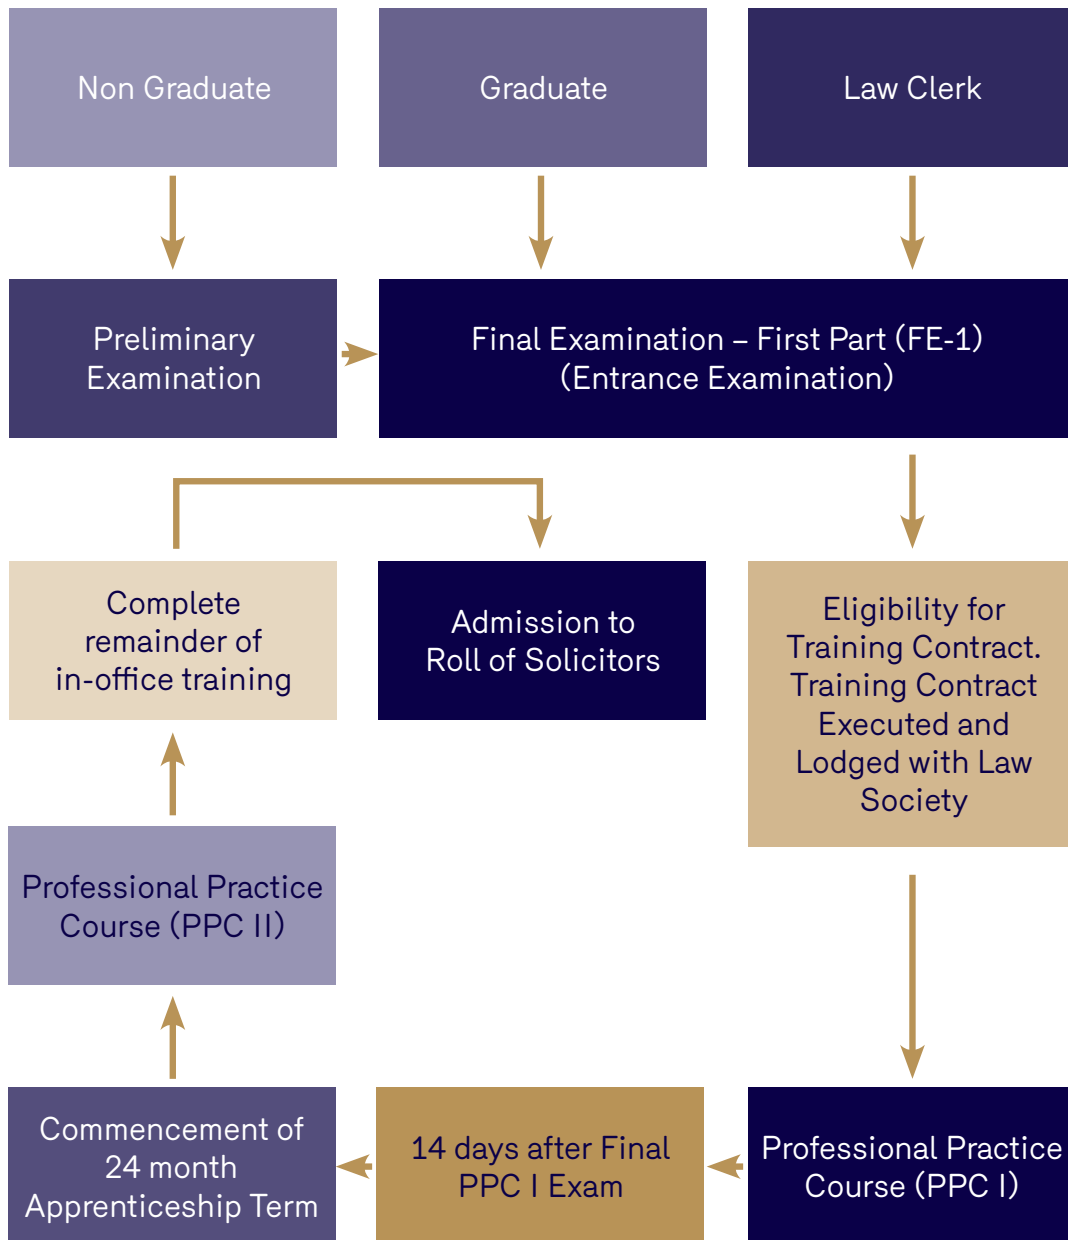 Non Graduate
Graduate
Law Clerk
Preliminary
Examination
Final Examination – First Part (FE-1)
(Entrance Examination)
Complete
remainder of
in-office training
Admission to
Roll of Solicitors
Eligibility for
Training Contract.
Training Contract
Executed and
Lodged with Law
Society
Professional Practice
Course (PPC II)
Commencement of
24 month
Apprenticeship Term
14 days after Final
PPC I Exam
Professional Practice
Course (PPC I)